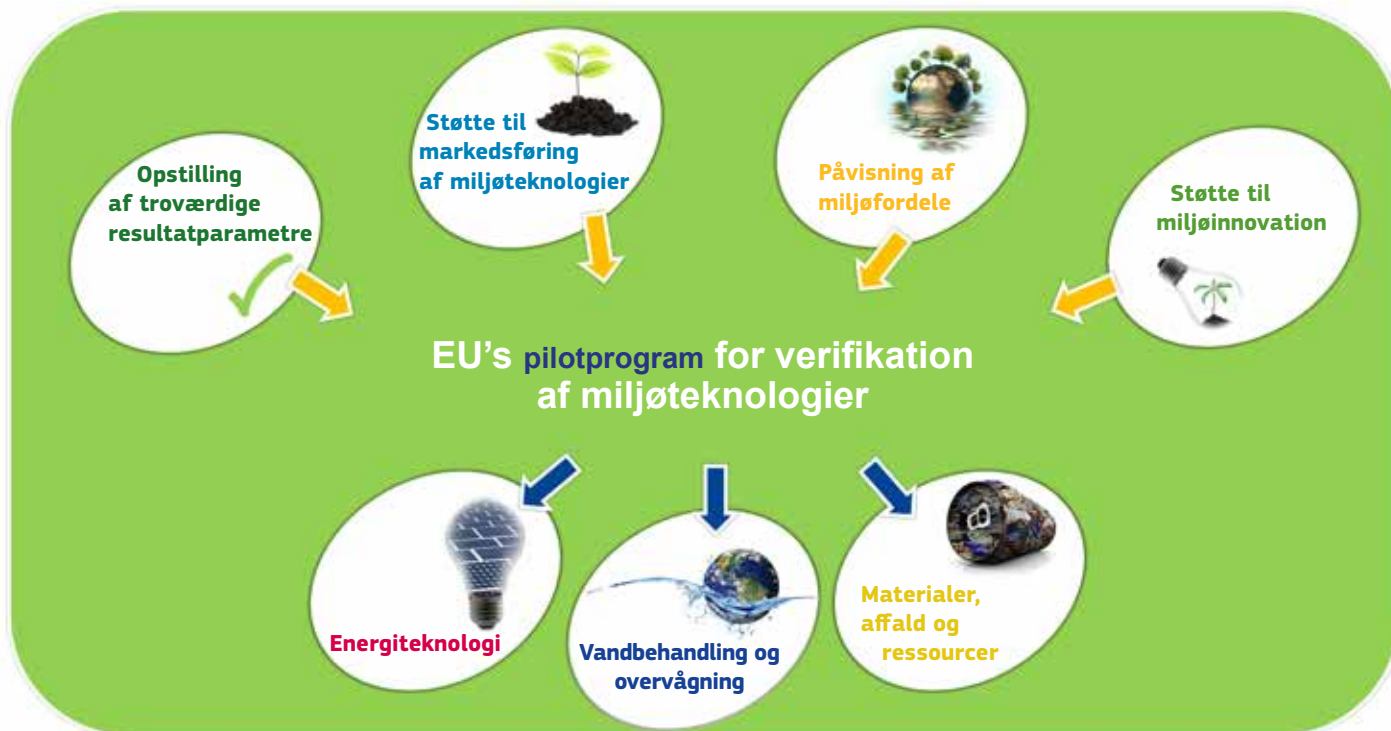 Opstilling
af troværdige
resultatparametre
Støtte til
markedsføring
af miljøteknologier
Påvisning af
miljøfordele
Støtte til
miljøinnovation
EU’s pilotprogram for verifikation
af miljøteknologier
Energiteknologi
Vandbehandling og
overvågning
Materialer,
affald og
ressourcer